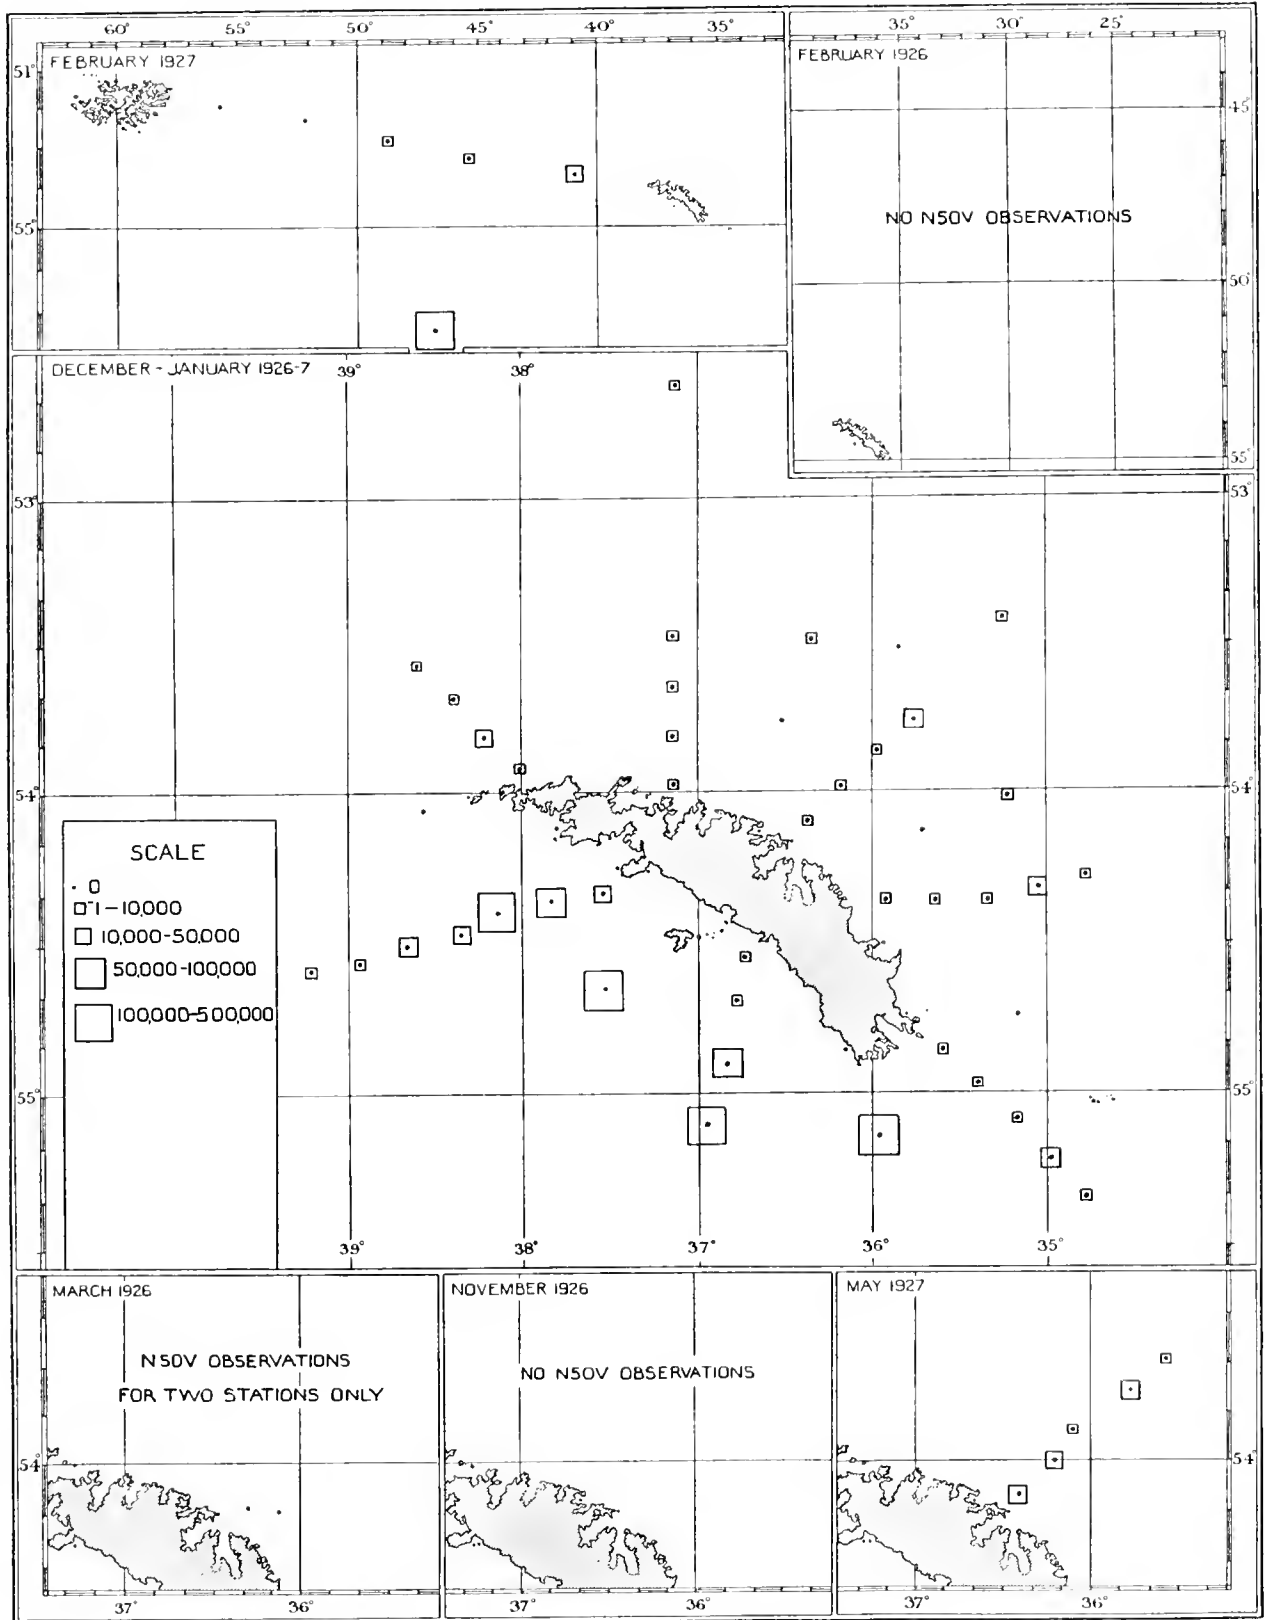 60° 55° 50° 45° 40° 35°
FEBRUARY 1927
51°
55°
35° 30° 25°
FEBRUARY 1926
45°
NO N50V OBSERVATIONS
50°
55°
DECEMBER - JANUARY 1926-7
39° 38°
53° 53°
54° 54°
SCALE
0
1-10,000
10,000-50,000
50,000-100,000
100,000-500,000
55° 55°
39° 38° 37° 36° 35°
MARCH 1926
N50V OBSERVATIONS
FOR TWO STATIONS ONLY
54°
37° 36°
NOVEMBER 1926
NO N50V OBSERVATIONS
37° 36°
MAY 1927
54°
37° 36°